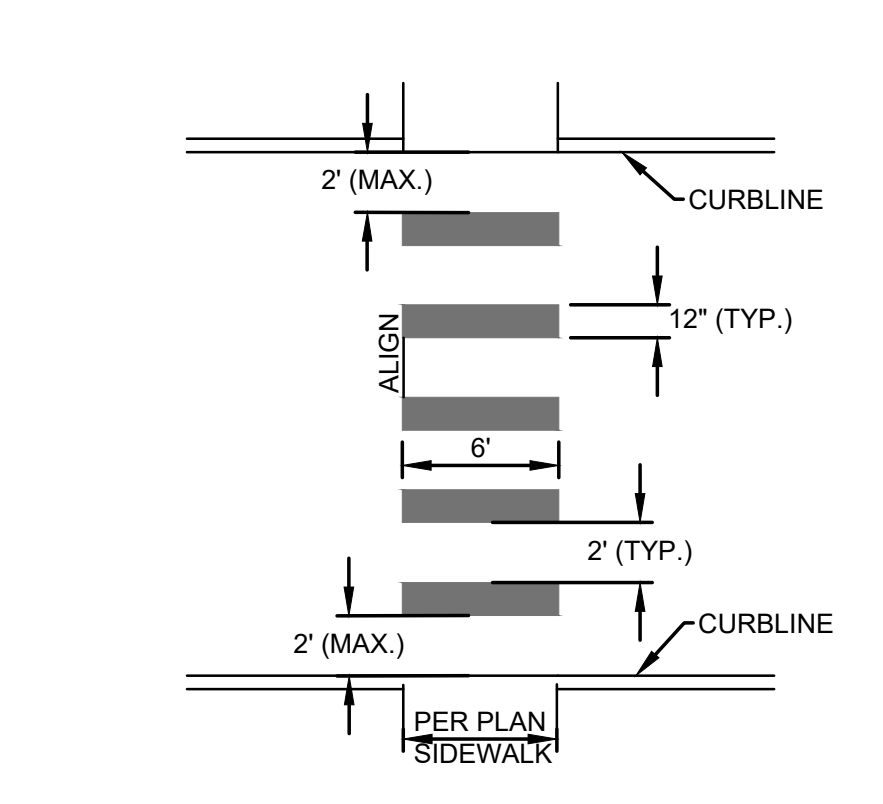 2' (MAX.)
CURBLINE
12" (TYP.)
ALIGN
6'
2' (TYP.)
2' (MAX.)
CURBLINE
PER PLAN
SIDEWALK